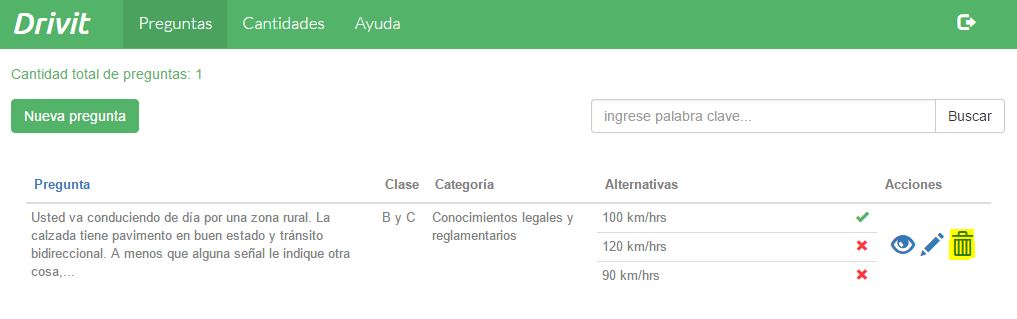 Drivit
Preguntas
Cantidades
Ayuda
Cantidad total de preguntas: 1
Nueva pregunta
ingrese palabra clave...
Buscar
Pregunta
Clase
Categoría
Alternativas
Acciones
Usted va conduciendo de día por una zona rural. La
calzada tiene pavimento en buen estado y tránsito
bidireccional. A menos que alguna señal le indique otra
cosa,...
B y C
Conocimientos legales y
reglamentarios
100 km/hrs
120 km/hrs
90 km/hrs